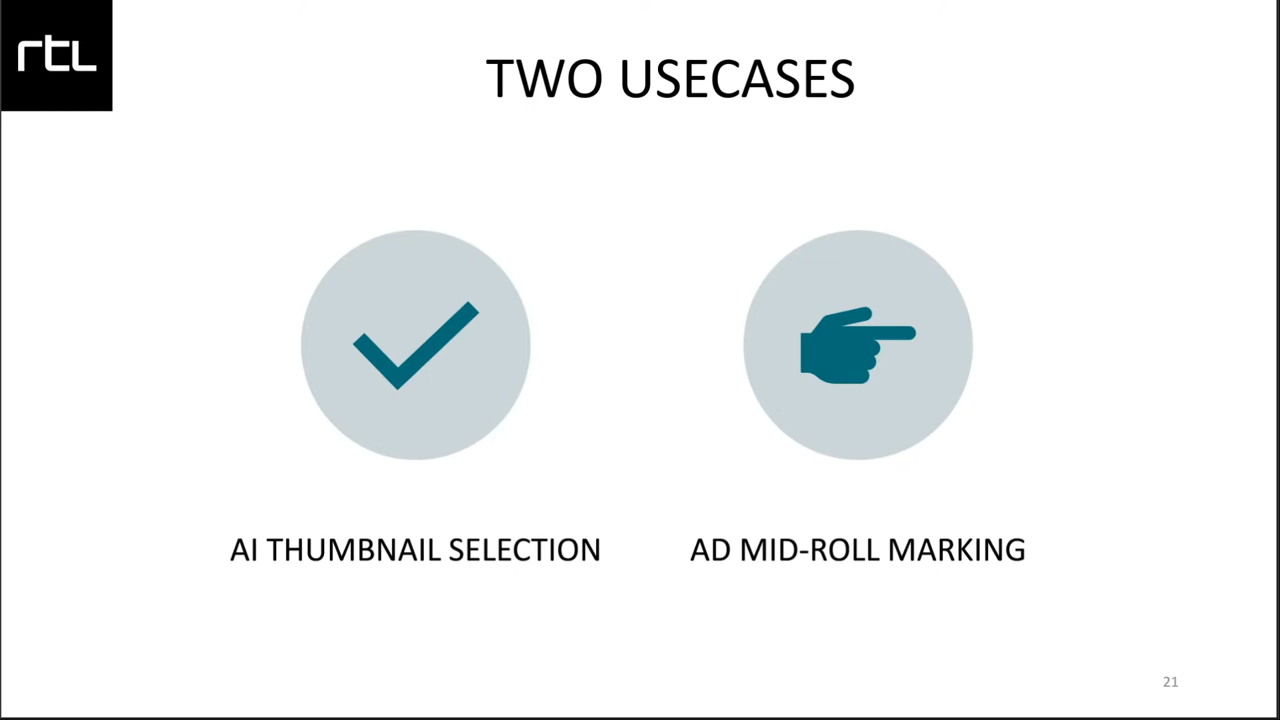 rtl
TWO USECASES
AI THUMBNAIL SELECTION
AD MID-ROLL MARKING
21